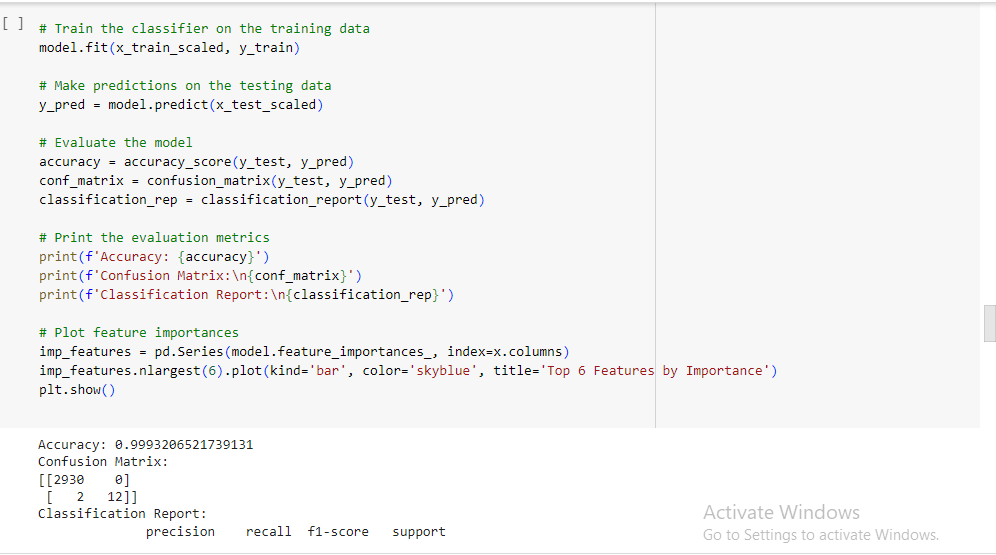 [ ] # Train the classifier on the training data
model.fit(x_train_scaled, y_train)
# Make predictions on the testing data
y_pred = model.predict(x_test_scaled)
# Evaluate the model
accuracy = accuracy_score(y_test, y_pred)
conf_matrix = confusion_matrix(y_test, y_pred)
classification_rep = classification_report(y_test, y_pred)
# Print the evaluation metrics
print(f'Accuracy: {accuracy}')
print(f'Confusion Matrix:\n{conf_matrix}')
print(f'Classification Report:\n{classification_rep}')
# Plot feature importances
imp_features = pd.Series(model.feature_importances_, index=x.columns)
imp_features.nlargest(6).plot(kind='bar', color='skyblue', title='Top 6 Features by Importance')
plt.show()
Accuracy: 0.9993206521739131
Confusion Matrix:
[[2930    0]
 [   2   12]]
Classification Report:
              precision    recall  f1-score   support
Activate Windows
Go to Settings to activate Windows.